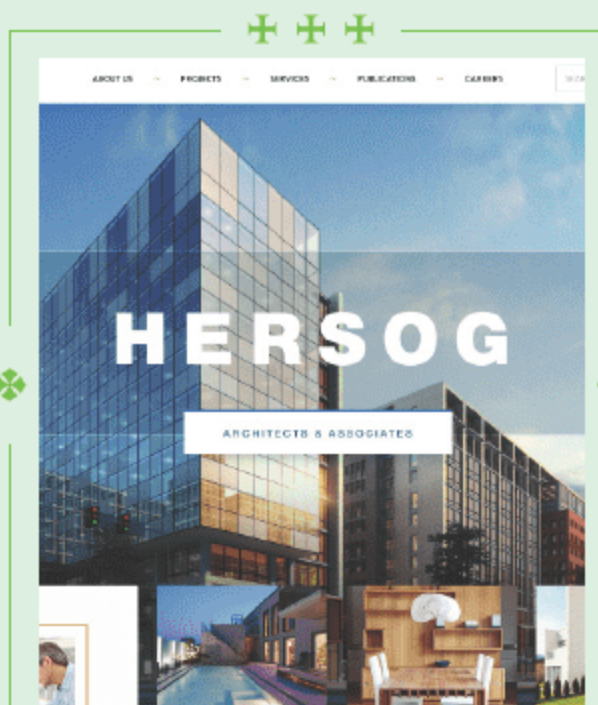 ABOUT US PROJECTS SERVICES PUBLICATIONS CAREERS
HERSOG
ARCHITECTS & ASSOCIATES